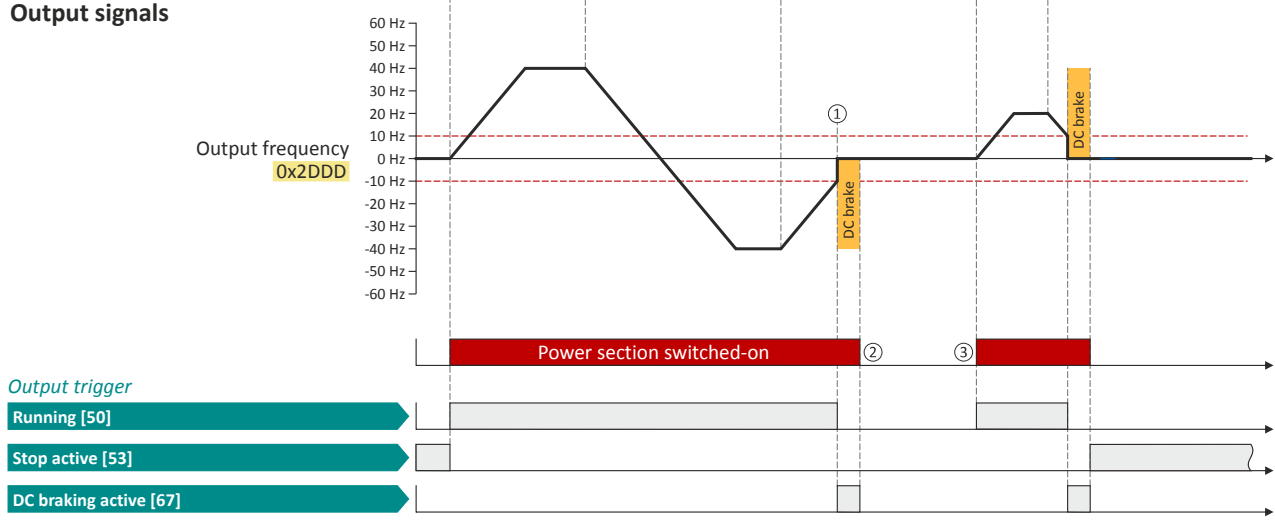 Output signals
60 Hz
50 Hz
40 Hz
30 Hz
20 Hz
10 Hz
0 Hz
-10 Hz
-20 Hz
-30 Hz
-40 Hz
-50 Hz
-60 Hz
Output frequency
0x2DDD
①
DC brake
DC brake
Power section switched-on
②
③
Output trigger
Running [50]
Stop active [53]
DC braking active [67]